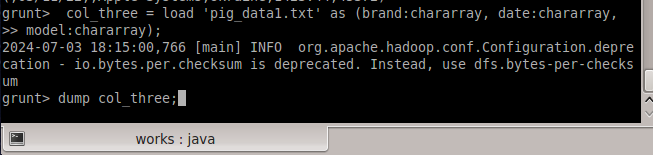 grunt>  col_three = load 'pig_data1.txt' as (brand:chararray, date:chararray,
>> model:chararray);
2024-07-03 18:15:00,766 [main] INFO  org.apache.hadoop.conf.Configuration.depre
cation - io.bytes.per.checksum is deprecated. Instead, use dfs.bytes-per-checks
um
grunt> dump col_three;
works : java